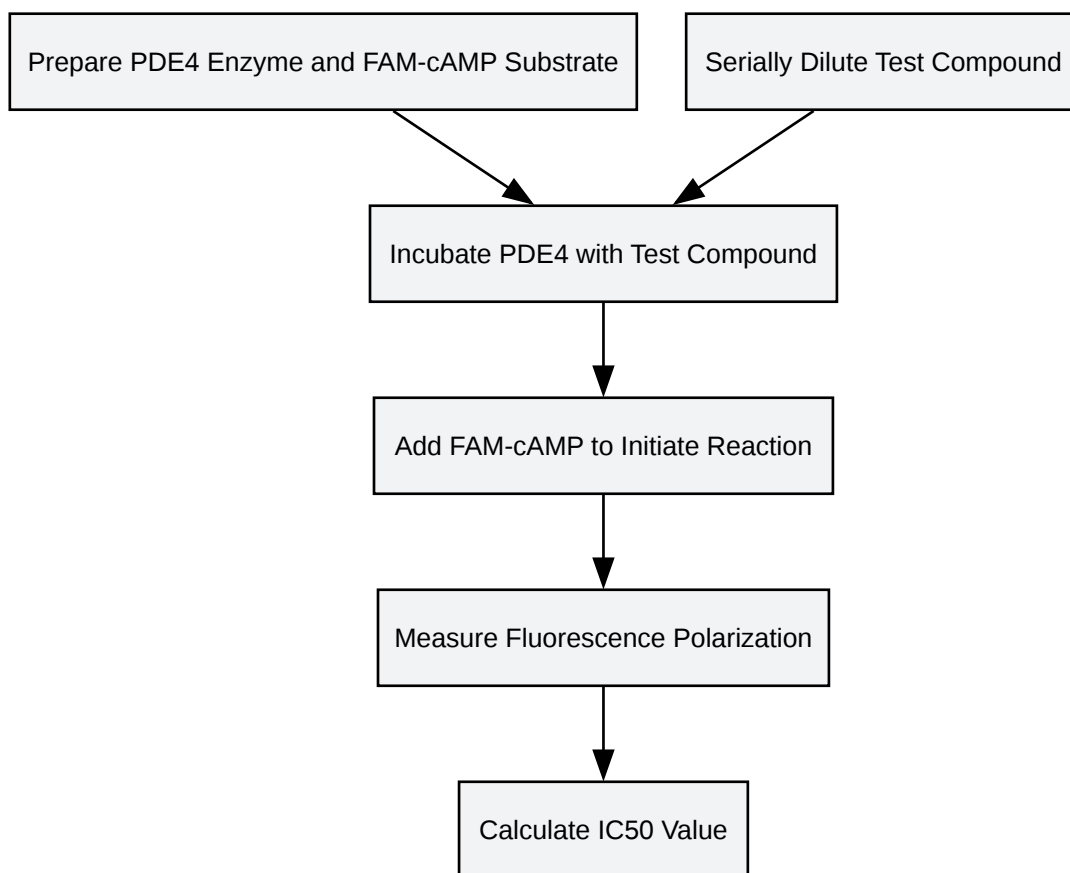 Prepare PDE4 Enzyme and FAM-cAMP Substrate
Serially Dilute Test Compound
Incubate PDE4 with Test Compound
Add FAM-cAMP to Initiate Reaction
Measure Fluorescence Polarization
Calculate IC50 Value